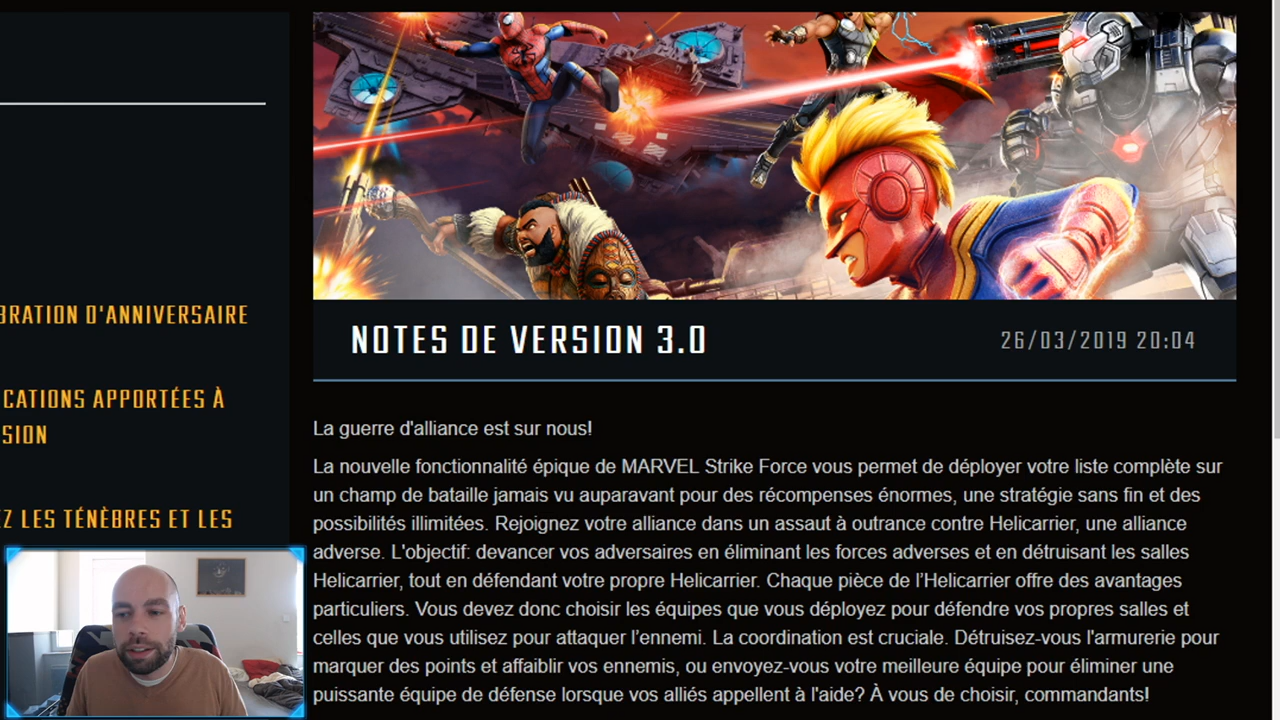 BRATION D'ANNIVERSAIRE
CATIONS APPORTÉES À
SION
Z LES TÉNÈBRES ET LES
NOTES DE VERSION 3.0
26/03/2019 20:04
La guerre d'alliance est sur nous!
La nouvelle fonctionnalité épique de MARVEL Strike Force vous permet de déployer votre liste complète sur
un champ de bataille jamais vu auparavant pour des récompenses énormes, une stratégie sans fin et des
possibilités illimitées. Rejoignez votre alliance dans un assaut à outrance contre Helicarrier, une alliance
adverse. L'objectif: devancer vos adversaires en éliminant les forces adverses et en détruisant les salles
Helicarrier, tout en défendant votre propre Helicarrier. Chaque pièce de l’Helicarrier offre des avantages
particuliers. Vous devez donc choisir les équipes que vous déployez pour défendre vos propres salles et
celles que vous utilisez pour attaquer l’ennemi. La coordination est cruciale. Détruisez-vous l'armurerie pour
marquer des points et affaiblir vos ennemis, ou envoyez-vous votre meilleure équipe pour éliminer une
puissante équipe de défense lorsque vos alliés appellent à l'aide? À vous de choisir, commandants!